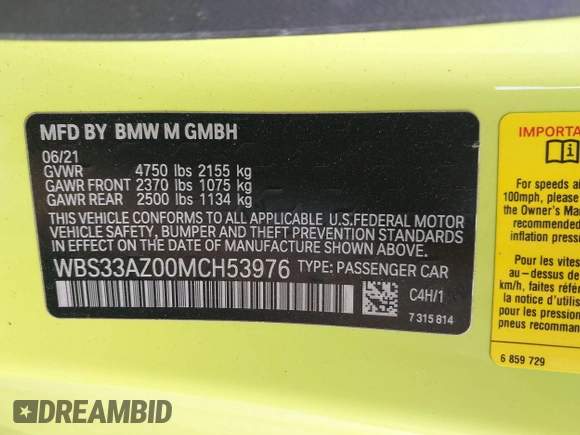 MFD BY BMW M GMBH
06/21
GVWR 4750 lbs 2155 kg
GAWR FRONT 2370 lbs 1075 kg
GAWR REAR 2500 lbs 1134 kg
THIS VEHICLE CONFORMS TO ALL APPLICABLE U.S.FEDERAL MOTOR
VEHICLE SAFETY, BUMPER AND THEFT PREVENTION STANDARDS
IN EFFECT ON THE DATE OF MANUFACTURE SHOWN ABOVE.
WBS33AZ00MCH53976 TYPE: PASSENGER CAR
C4H/1
7 315 814
IMPORTA
For speeds a
100mph, please
the Owner's Ma
recommended
inflation pressur
Pour les vites
au-dessus de
km/h, faites référe
la notice d'utilisat
pour les pression
pneus recomman
6 859 729
DREAMBID